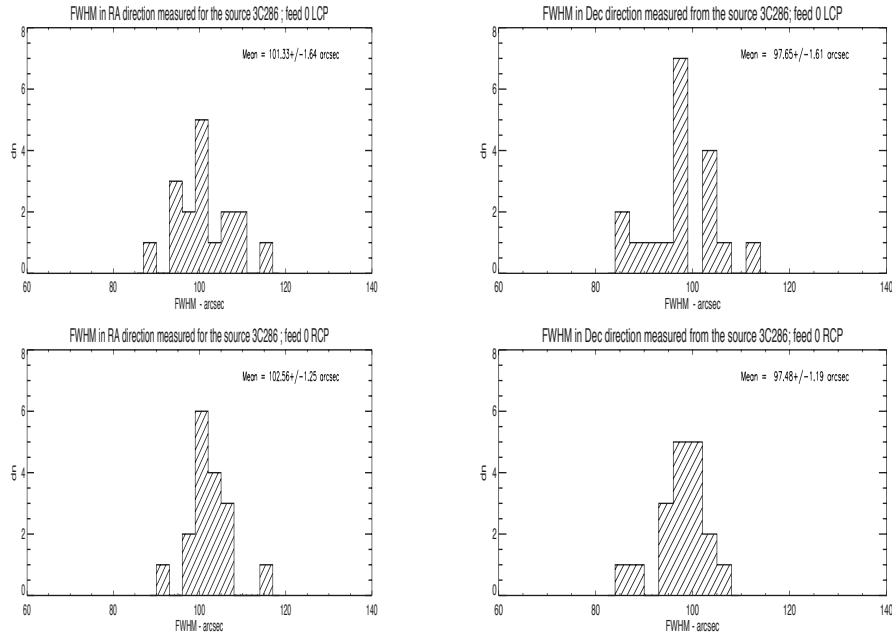 FWHM in RA direction measured for the source 3C286 ; feed 0 LCP
8
6
4
2
0
dn
Mean = 101.33+/-1.64 arcsec
60 80 100 120 140
FWHM - arcsec
FWHM in Dec direction measured from the source 3C286; feed 0 LCP
8
6
4
2
0
dn
Mean = 97.65+/-1.61 arcsec
60 80 100 120 140
FWHM - arcsec
FWHM in RA direction measured for the source 3C286 ; feed 0 RCP
8
6
4
2
0
dn
Mean = 102.56+/-1.25 arcsec
60 80 100 120 140
FWHM - arcsec
FWHM in Dec direction measured from the source 3C286; feed 0 RCP
8
6
4
2
0
dn
Mean = 97.48+/-1.19 arcsec
60 80 100 120 140
FWHM - arcsec